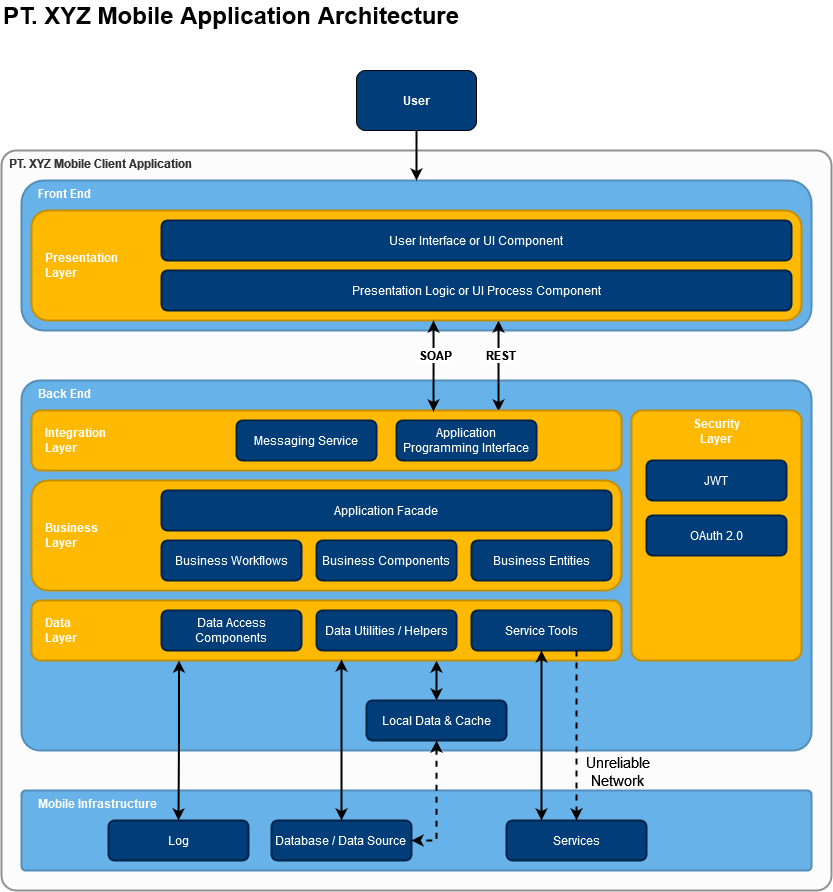 PT. XYZ Mobile Application Architecture
User
PT. XYZ Mobile Client Application
Front End
Presentation
Layer
User Interface or UI Component
Presentation Logic or UI Process Component
SOAP
REST
Back End
Integration
Layer
Messaging Service
Application
Programming Interface
Security
Layer
JWT
OAuth 2.0
Business
Layer
Application Facade
Business Workflows
Business Components
Business Entities
Data
Layer
Data Access
Components
Data Utilities / Helpers
Service Tools
Local Data & Cache
Unreliable
Network
Mobile Infrastructure
Log
Database / Data Source
Services